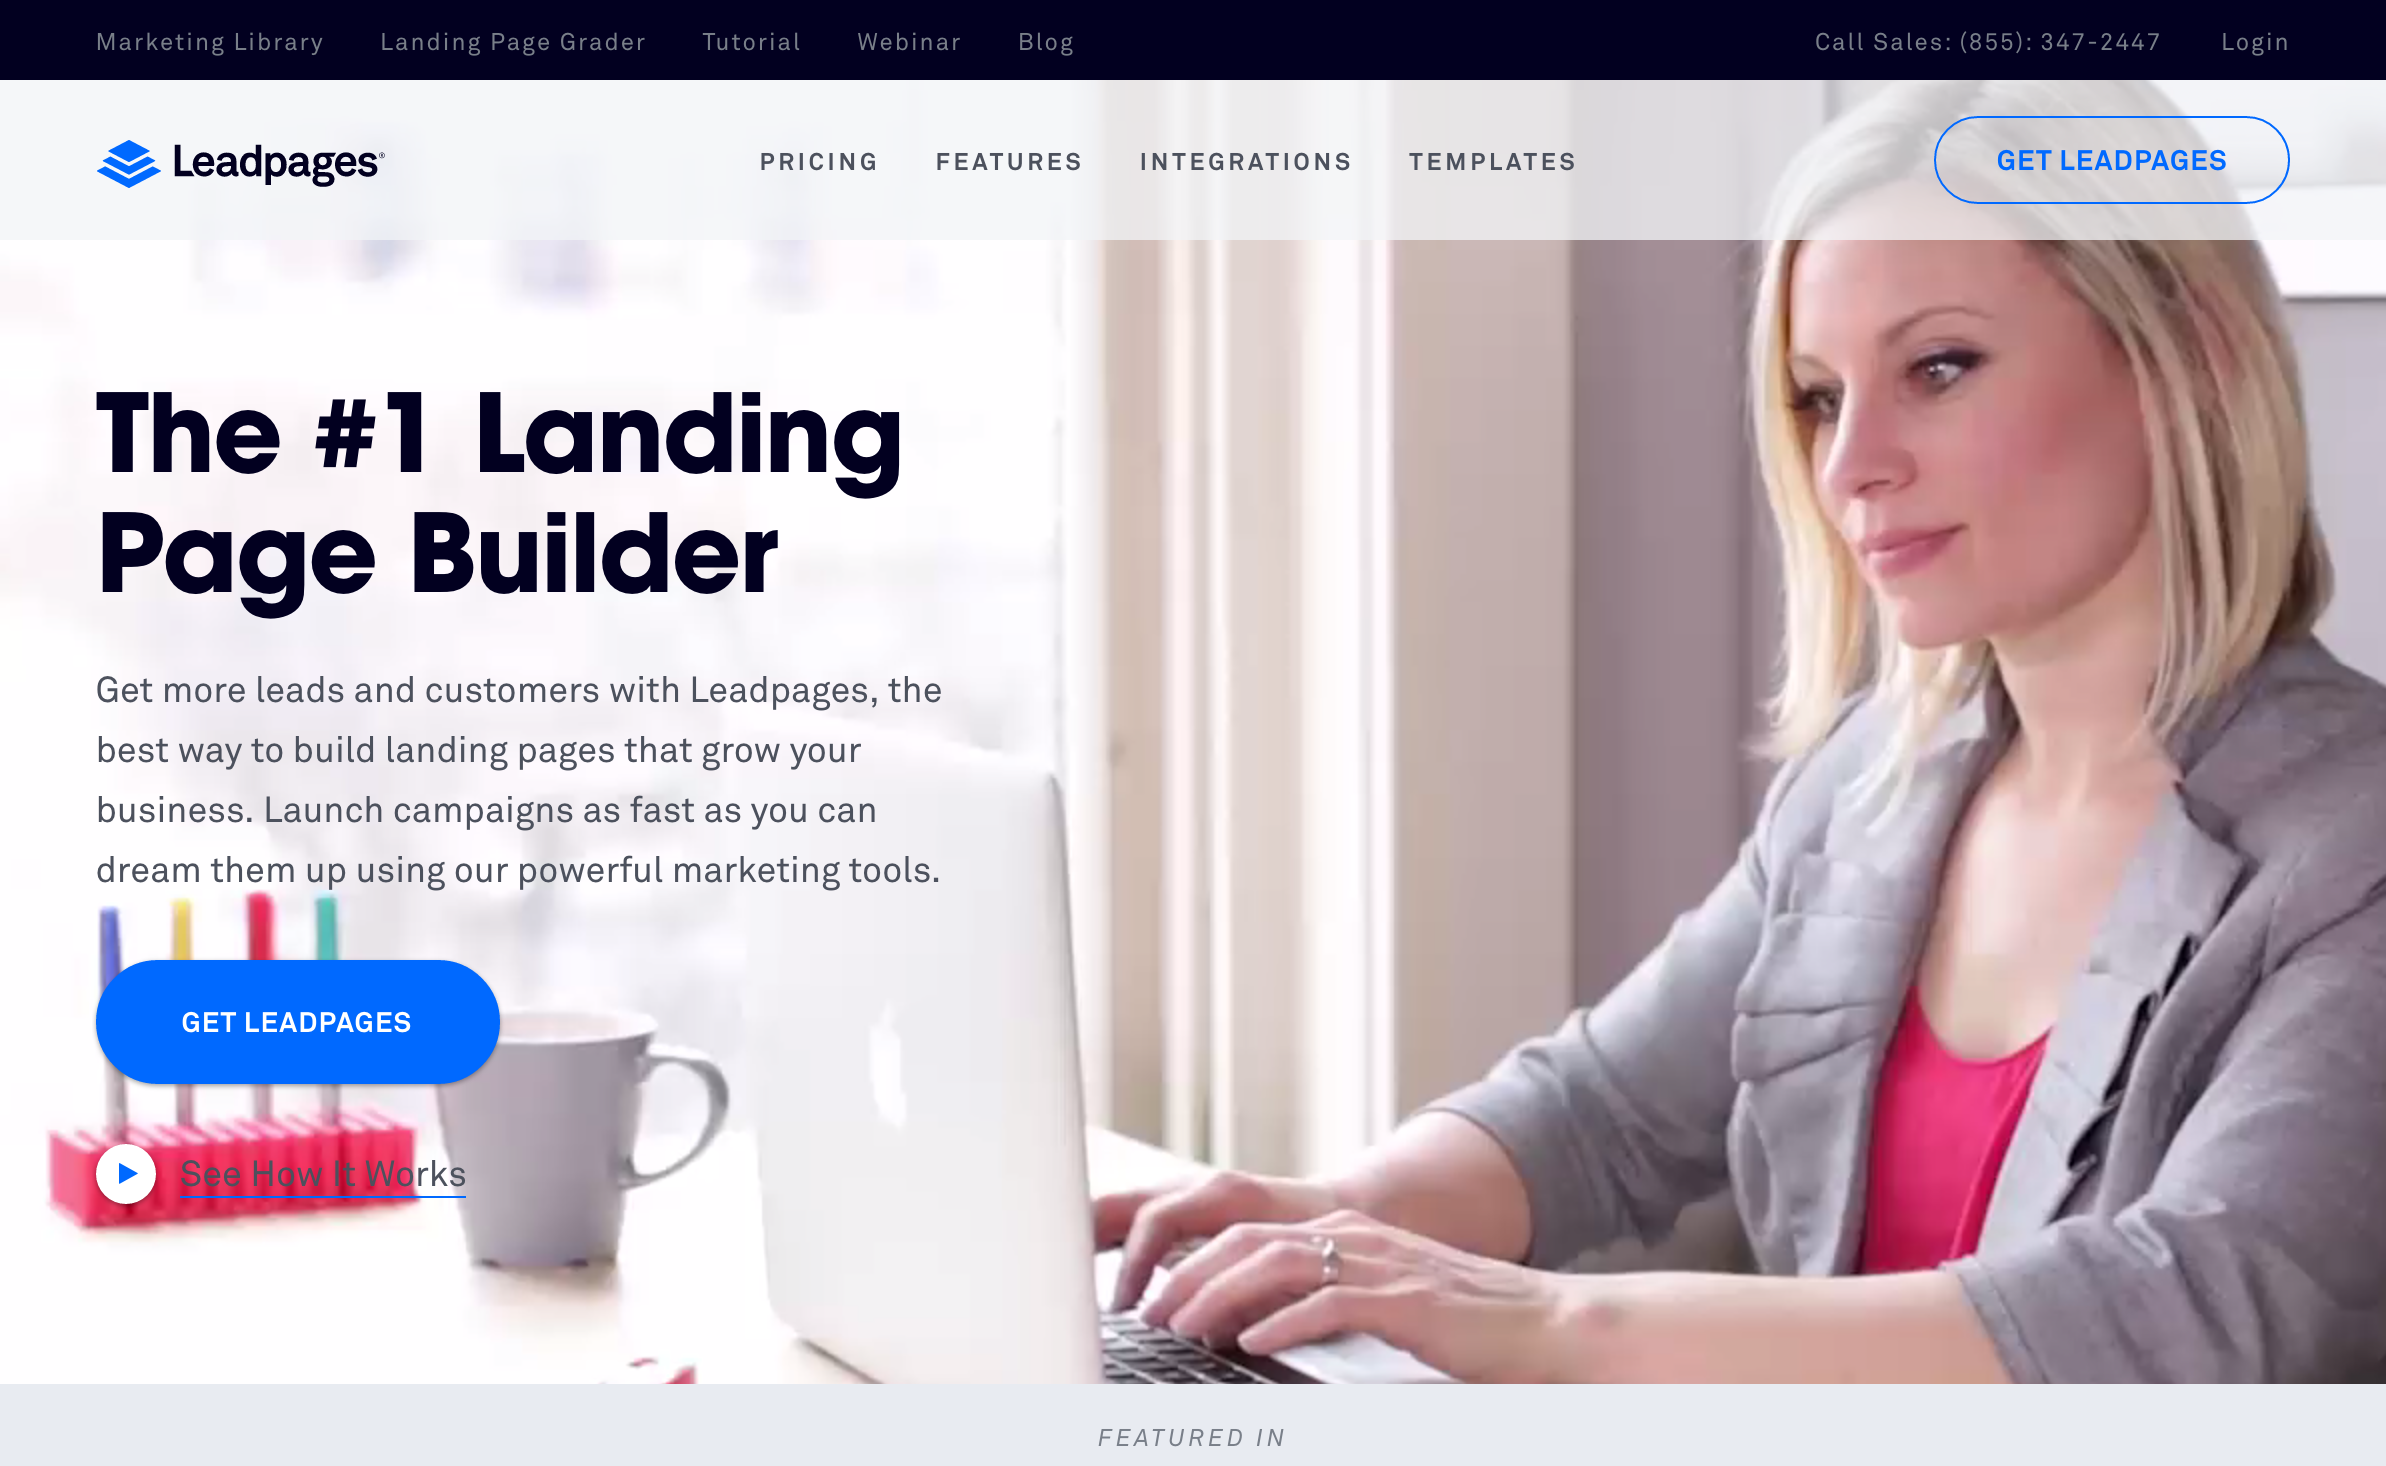 Marketing Library Landing Page Grader Tutorial Webinar Blog Call Sales: (855): 347-2447 Login
Leadpages® PRICING FEATURES INTEGRATIONS TEMPLATES GET LEADPAGES
The #1 Landing
Page Builder
Get more leads and customers with Leadpages, the
best way to build landing pages that grow your
business. Launch campaigns as fast as you can
dream them up using our powerful marketing tools.
GET LEADPAGES
See How It Works
FEATURED IN